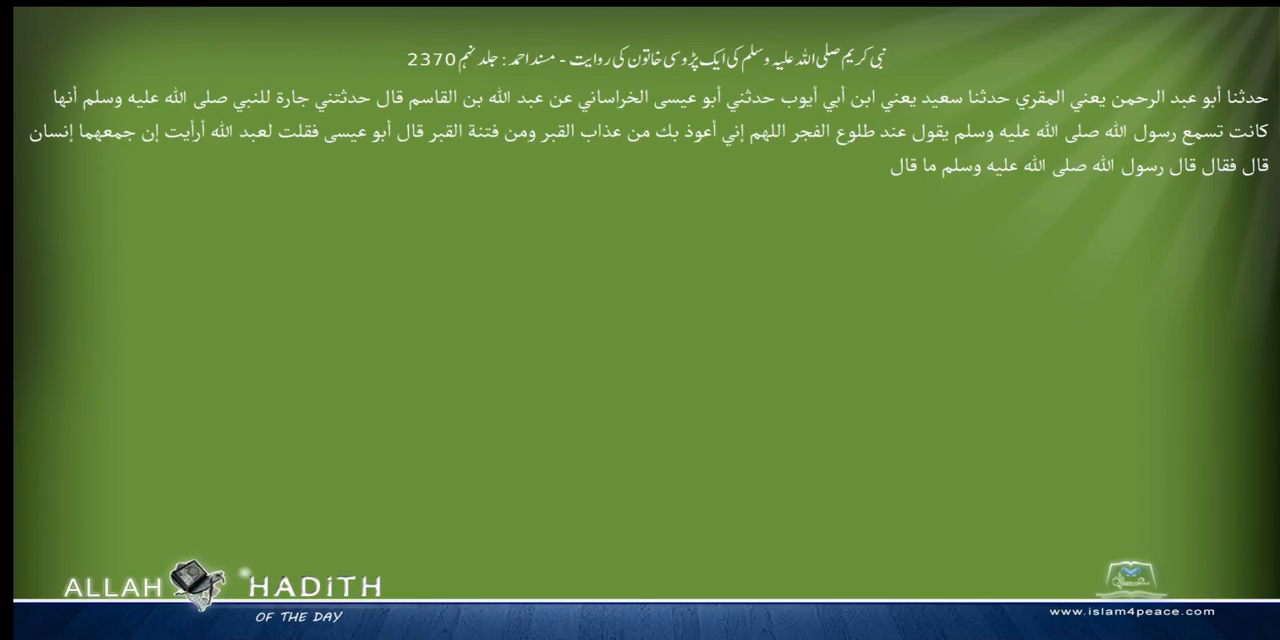 نبی کریم صلی اللہ علیہ وسلم کی ایک پڑوسی خاتون کی روایت - مسند احمد: جلد نہم 2370
حدثنا أبو عبد الرحمن يعني المقري حدثنا سعيد يعني ابن أبي أيوب حدثني أبو عيسى الخراساني عن عبد الله بن القاسم قال حدثتني جارة للنبي صلى الله عليه وسلم أنها
كانت تسمع رسول الله صلى الله عليه وسلم يقول عند طلوع الفجر اللهم إني أعوذ بك من عذاب القبر ومن فتنة القبر قال أبو عيسى فقلت لعبد الله أرأيت إن جمعهما إنسان
قال فقال قال رسول الله صلى الله عليه وسلم ما قال
ALLAH HADITH
OF THE DAY
www.islam4peace.com